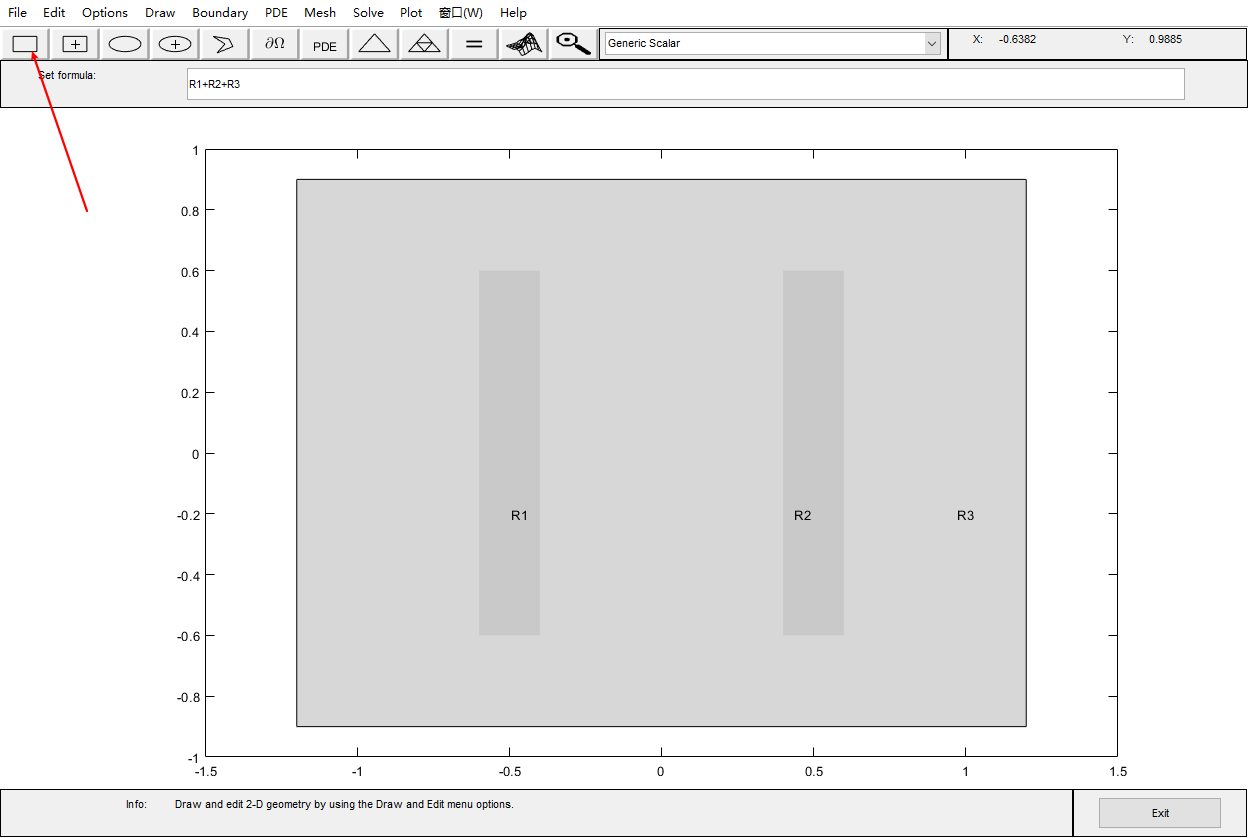 File Edit Options Draw Boundary PDE Mesh Solve Plot 窗口(W) Help
∂Ω PDE Generic Scalar X: -0.6382 Y: 0.9885
Set formula: R1+R2+R3
1
0.8
0.6
0.4
0.2
0
-0.2 R1 R2 R3
-0.4
-0.6
-0.8
-1
-1.5 -1 -0.5 0 0.5 1 1.5
Info: Draw and edit 2-D geometry by using the Draw and Edit menu options. Exit